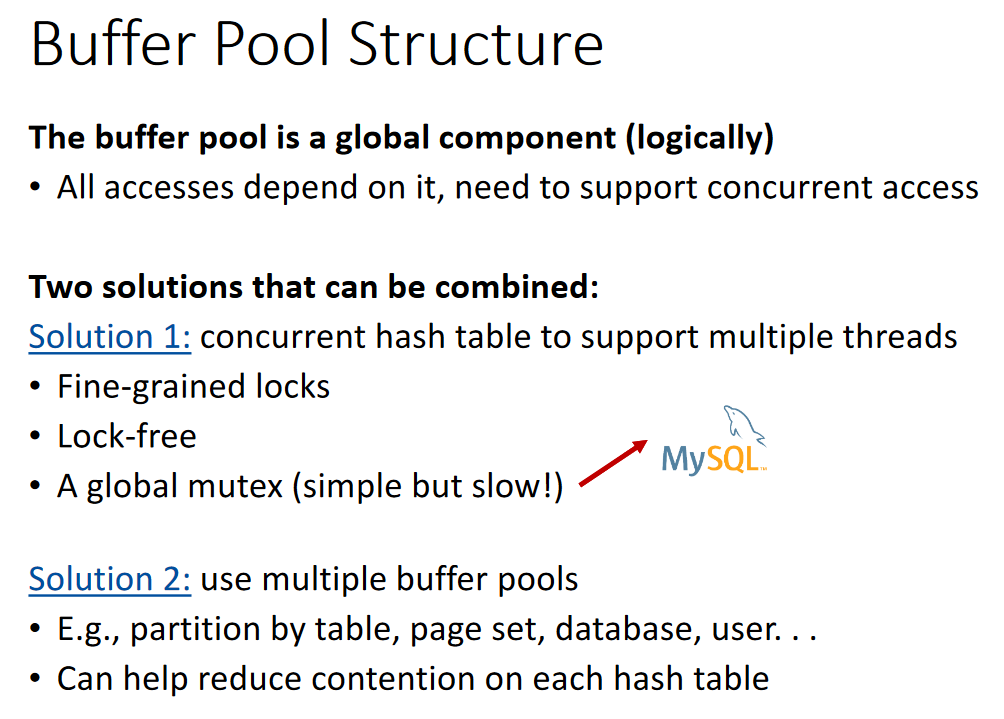 Buffer Pool Structure
The buffer pool is a global component (logically)
• All accesses depend on it, need to support concurrent access
Two solutions that can be combined:
Solution 1: concurrent hash table to support multiple threads
• Fine-grained locks
• Lock-free
• A global mutex (simple but slow!)
MySQL™
Solution 2: use multiple buffer pools
• E.g., partition by table, page set, database, user. . .
• Can help reduce contention on each hash table